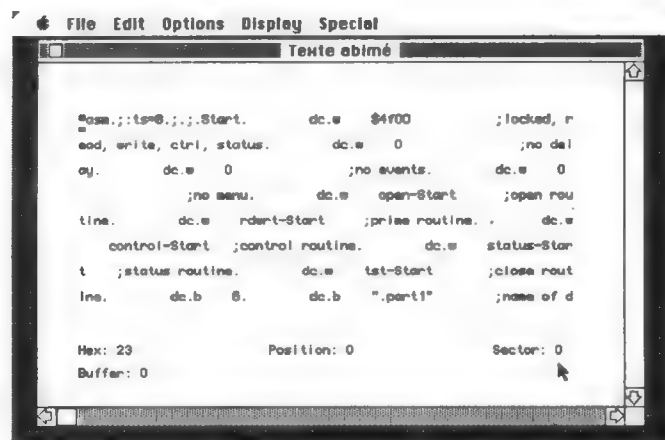 File Edit Options Display Special
Texte abimé
#asm.;:ts=8.;.;.Start. dc.w $4f00 ;locked, r
ead, write, ctrl, status. dc.w 0 ;no del
ay. dc.w 0 ;no events. dc.w 0
;no menu. dc.w open-Start ;open rou
tine. dc.w rdwrt-Start ;prime routine. . dc.w
control-Start ;control routine. dc.w status-Star
t ;status routine. dc.w tst-Start ;close rout
ine. dc.b 6. dc.b ".part1" ;name of d
Hex: 23 Position: 0 Sector: 0
Buffer: 0